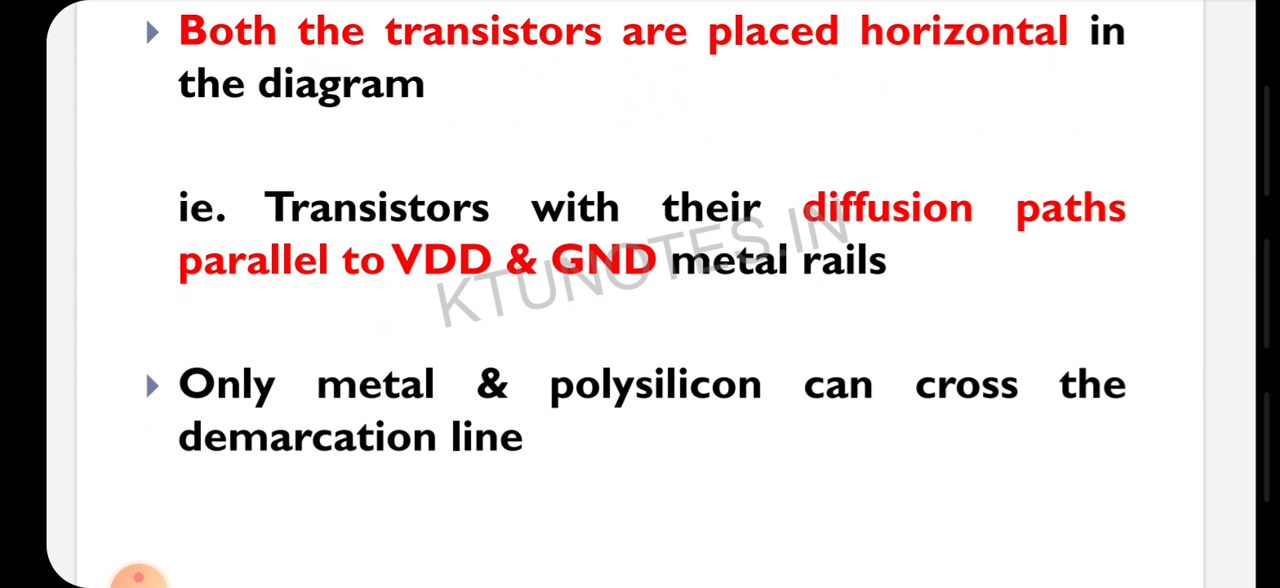 Both the transistors are placed horizontal in
the diagram
ie. Transistors with their diffusion paths
parallel to VDD & GND metal rails
KTUNOTES.IN
Only metal & polysilicon can cross the
demarcation line